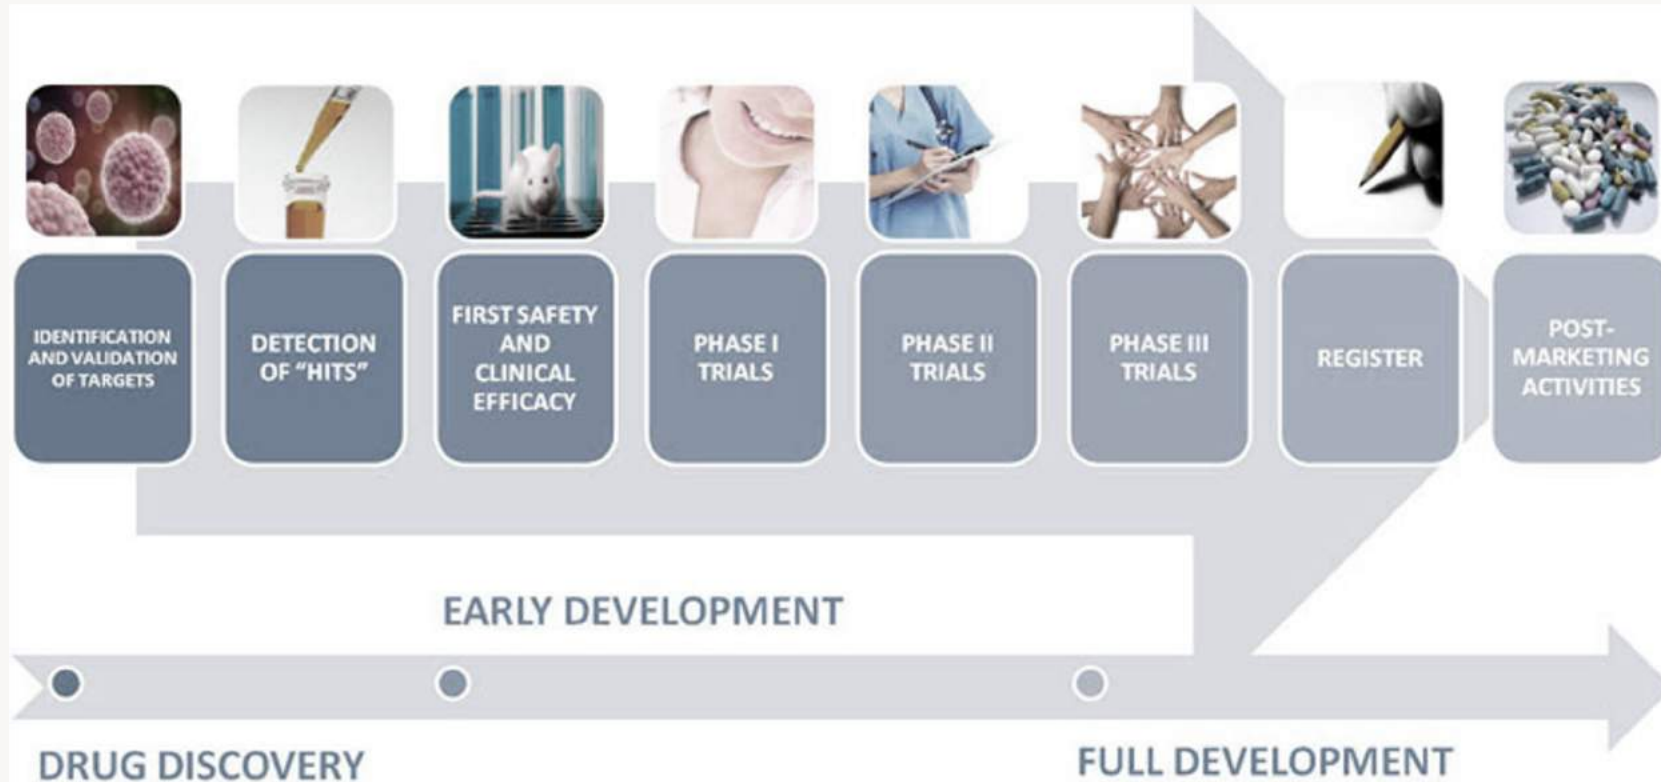 IDENTIFICATION
AND VALIDATION
OF TARGETS
DETECTION
OF “HITS”
FIRST SAFETY
AND
CLINICAL
EFFICACY
PHASE I
TRIALS
PHASE II
TRIALS
PHASE III
TRIALS
REGISTER
POST-
MARKETING
ACTIVITIES
EARLY DEVELOPMENT
DRUG DISCOVERY
FULL DEVELOPMENT